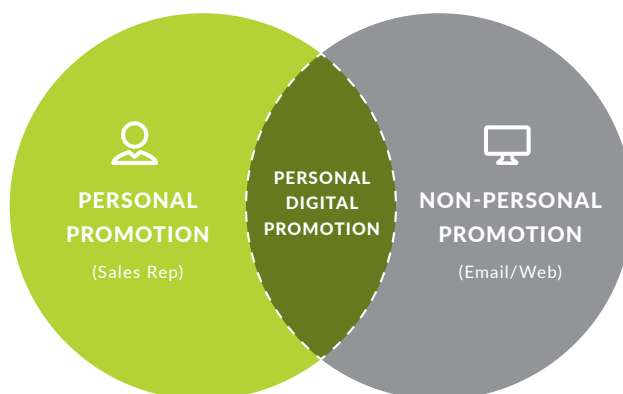 PERSONAL
PROMOTION
(Sales Rep)
PERSONAL
DIGITAL
PROMOTION
NON-PERSONAL
PROMOTION
(Email/Web)